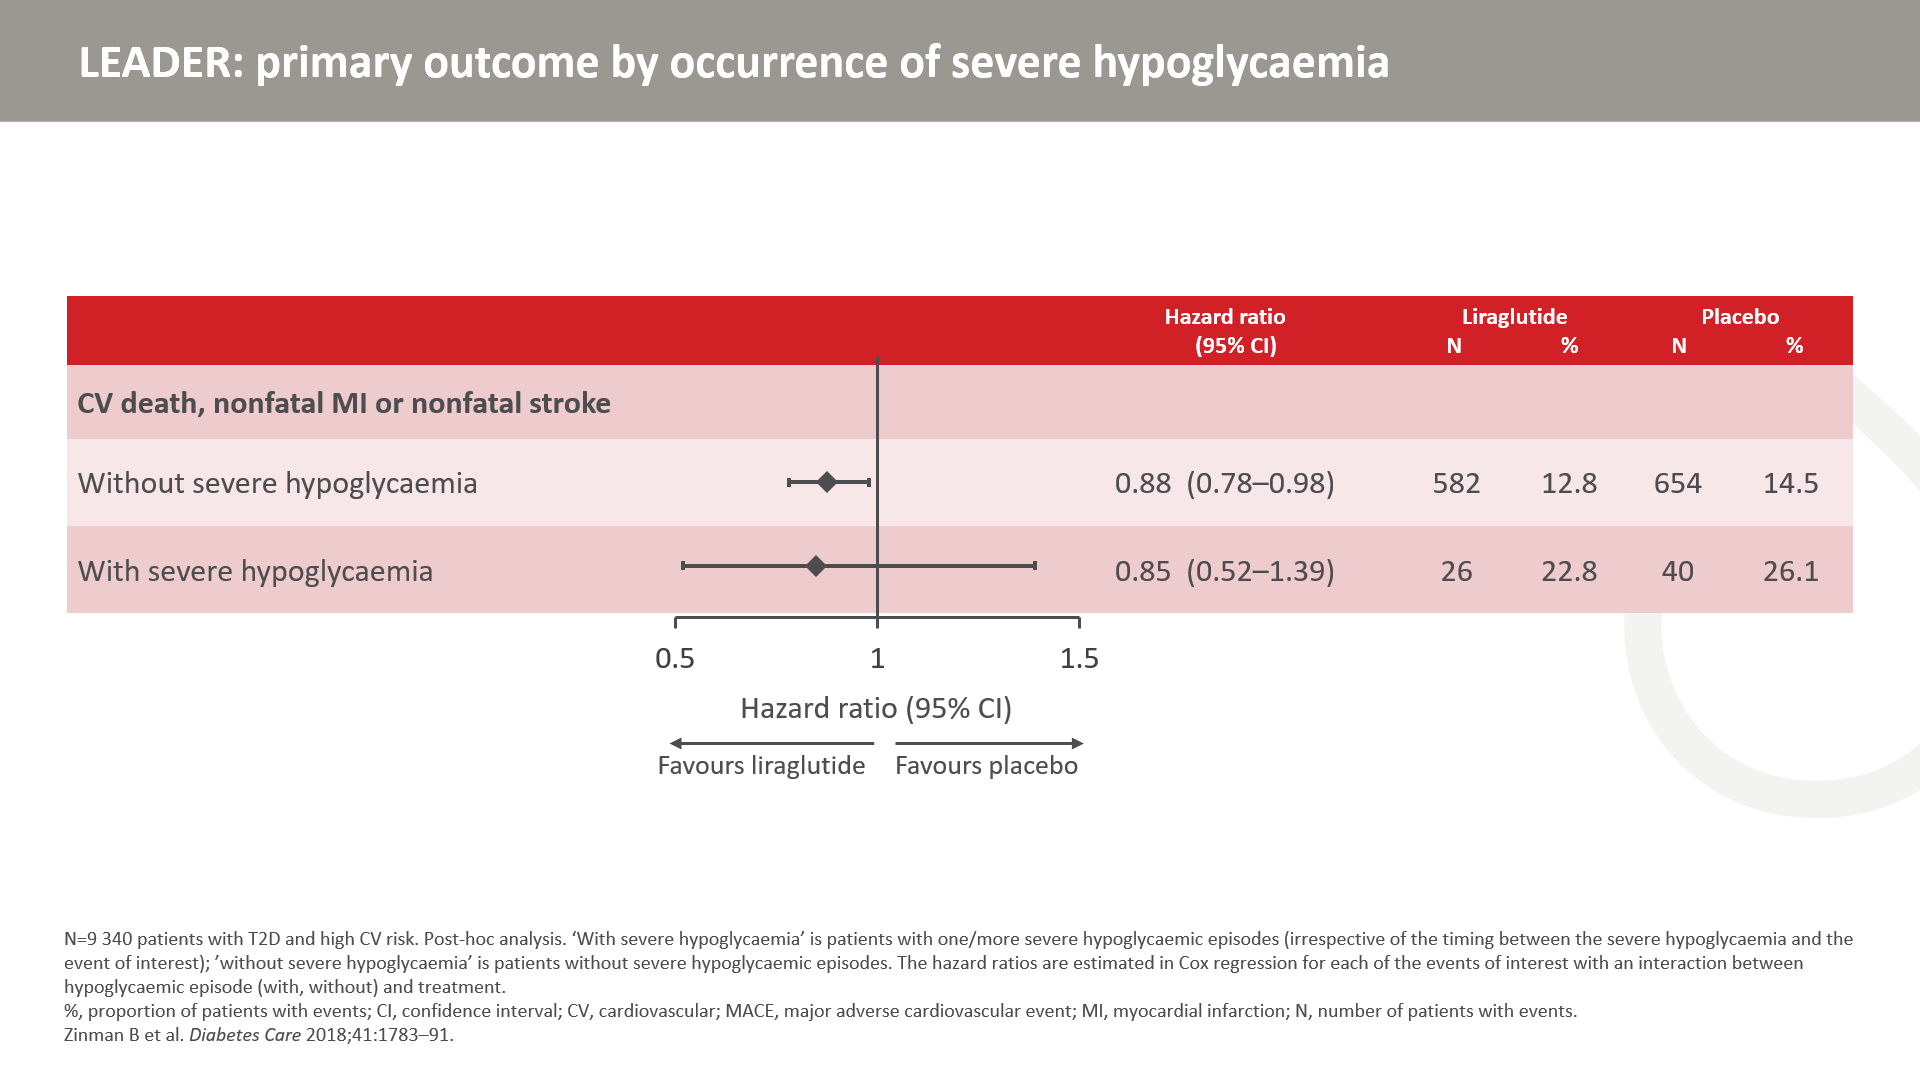 LEADER: primary outcome by occurrence of severe hypoglycaemia
Hazard ratio Liraglutide Placebo
(95% CI) N % N %
CV death, nonfatal MI or nonfatal stroke
Without severe hypoglycaemia 0.88 (0.78–0.98) 582 12.8 654 14.5
With severe hypoglycaemia 0.85 (0.52–1.39) 26 22.8 40 26.1
0.5 1 1.5
Hazard ratio (95% CI)
Favours liraglutide Favours placebo
N=9 340 patients with T2D and high CV risk. Post-hoc analysis. ‘With severe hypoglycaemia’ is patients with one/more severe hypoglycaemic episodes (irrespective of the timing between the severe hypoglycaemia and the
event of interest); ’without severe hypoglycaemia’ is patients without severe hypoglycaemic episodes. The hazard ratios are estimated in Cox regression for each of the events of interest with an interaction between
hypoglycaemic episode (with, without) and treatment.
%, proportion of patients with events; CI, confidence interval; CV, cardiovascular; MACE, major adverse cardiovascular event; MI, myocardial infarction; N, number of patients with events.
Zinman B et al. Diabetes Care 2018;41:1783–91.